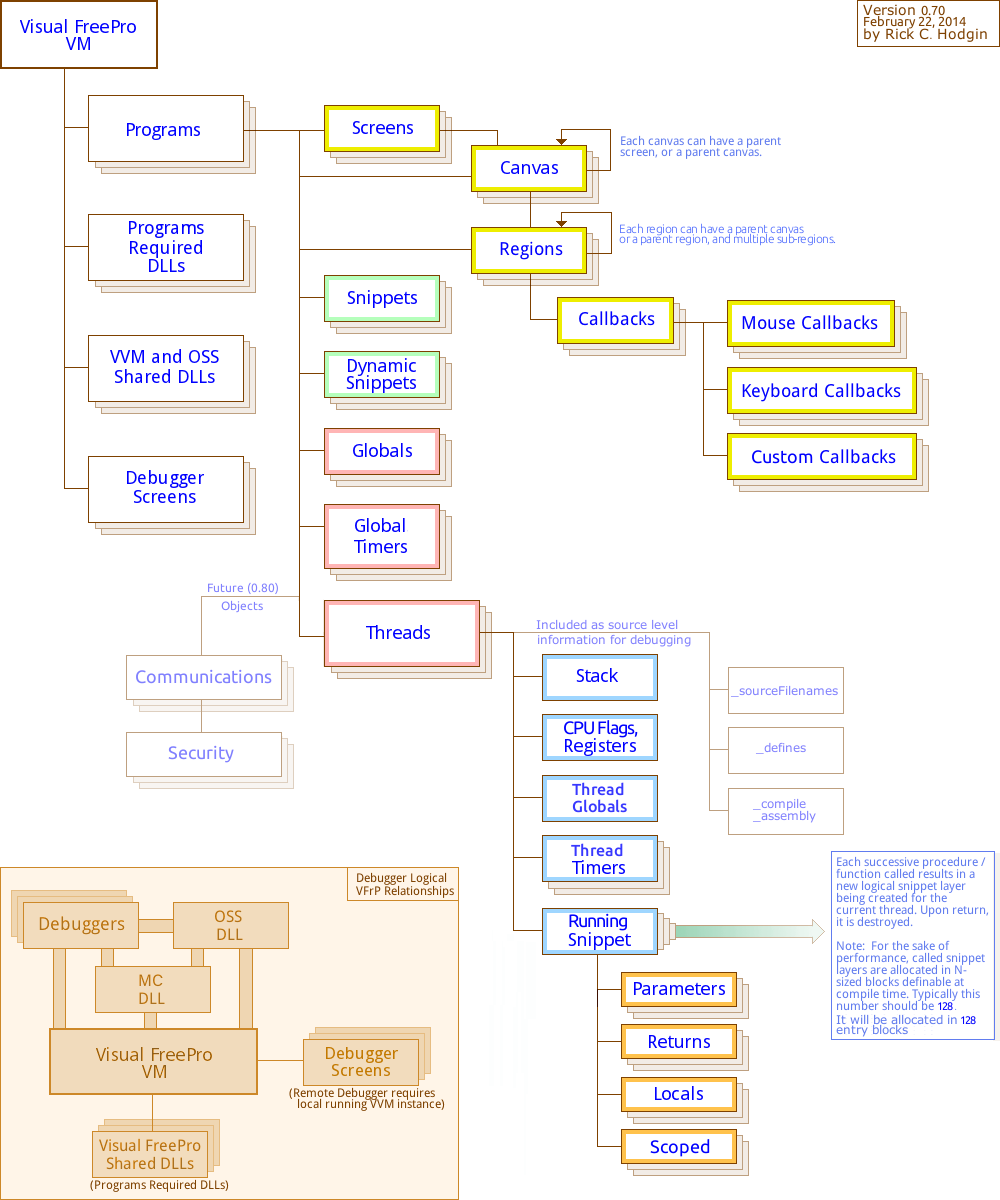 Visual FreePro
VM
Version 0.70
February 22, 2014
by Rick C. Hodgin
Programs
Screens
Canvas
Each canvas can have a parent
screen, or a parent canvas.
Programs
Required
DLLs
Regions
Each region can have a parent canvas
or a parent region, and multiple sub-regions.
Snippets
Callbacks
Mouse Callbacks
Keyboard Callbacks
Custom Callbacks
VVM and OSS
Shared DLLs
Dynamic
Snippets
Globals
Debugger
Screens
Global
Timers
Future (0.80)
Objects
Threads
Included as source level
information for debugging
Communications
Security
Stack
CPU Flags,
Registers
Thread
Globals
Thread
Timers
Running
Snippet
_sourceFilenames
_defines
_compile
_assembly
Each successive procedure /
function called results in a
new logical snippet layer
being created for the
current thread. Upon return,
it is destroyed.
Note:  For the sake of
performance, called snippet
layers are allocated in N-
sized blocks definable at
compile time. Typically this
number should be 128.
It will be allocated in 128
entry blocks
Parameters
Returns
Locals
Scoped
Debugger Logical
VFrP Relationships
Debuggers
OSS
DLL
MC
DLL
Visual FreePro
VM
Debugger
Screens
(Remote Debugger requires
local running VVM instance)
Visual FreePro
Shared DLLs
(Programs Required DLLs)